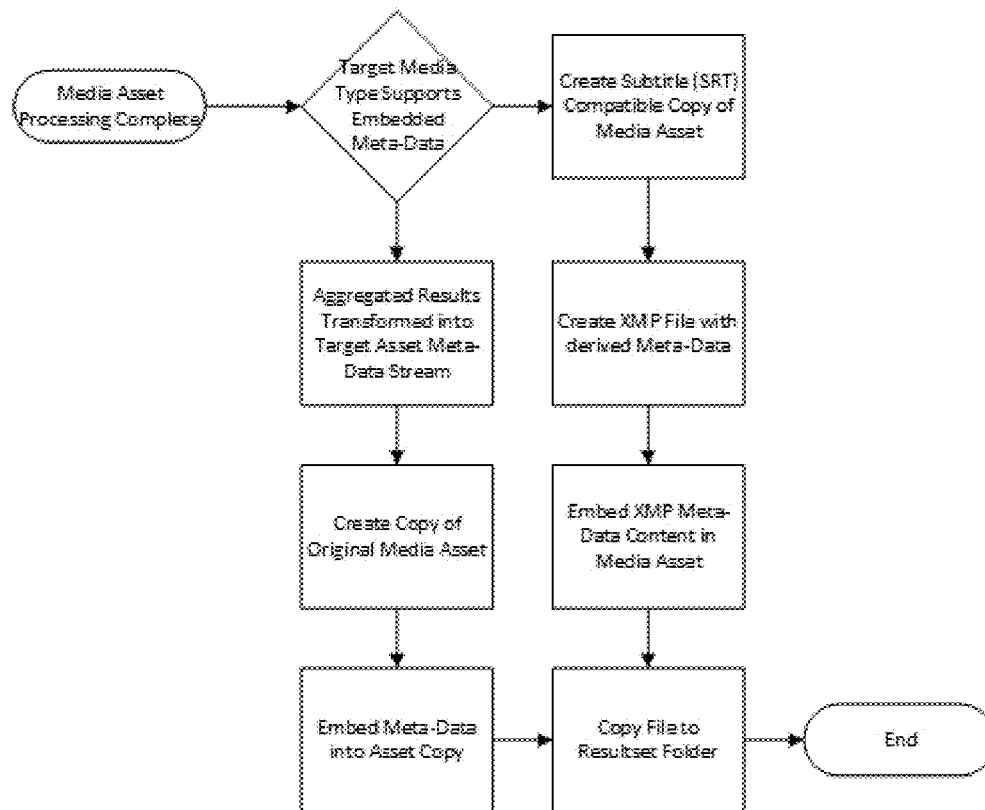 Media Asset
Processing Complete
Target Media
Type Supports
Embedded
Meta-Data
Create Subtitle (SRT)
Compatible Copy of
Media Asset
Aggregated Results
Transformed into
Target Asset Meta-
Data Stream
Create XMP File with
derived Meta-Data
Create Copy of
Original Media Asset
Embed XMP Meta-
Data Content in
Media Asset
Embed Meta-Data
into Asset Copy
Copy File to
Resultset Folder
End